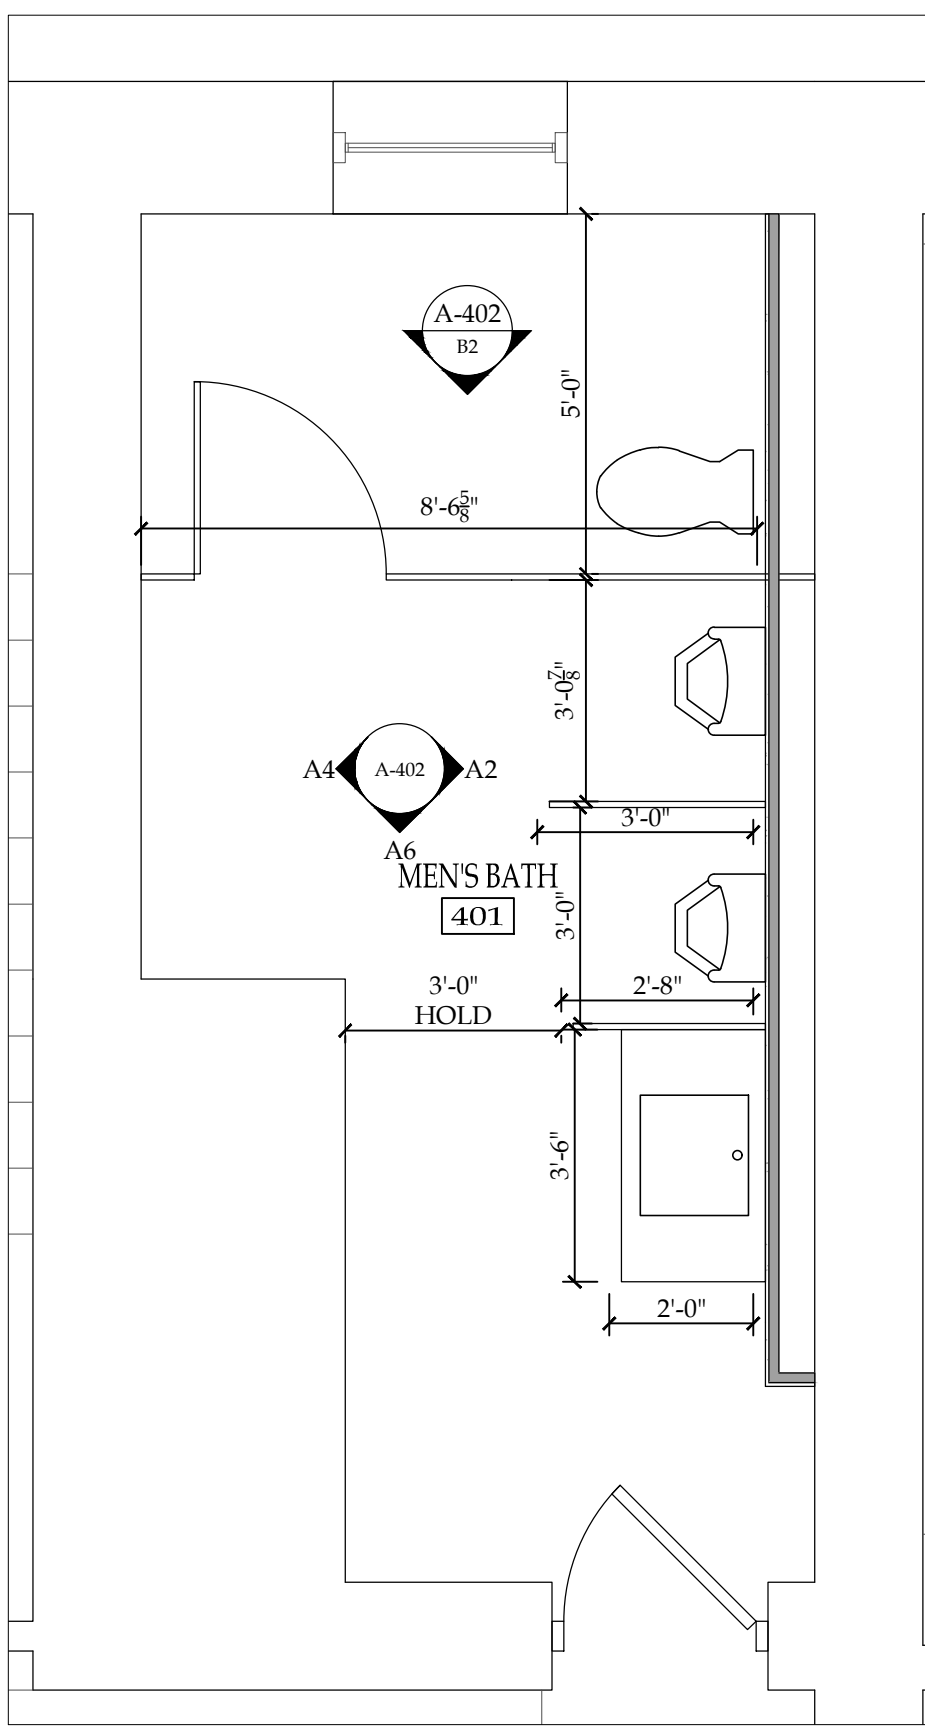 A-402
B2
5'-0"
8'-6 5/8"
3'-0 7/8"
A4
A-402
A2
A6
3'-0"
MEN'S BATH
401
3'-0"
3'-0"
HOLD
2'-8"
3'-6"
2'-0"